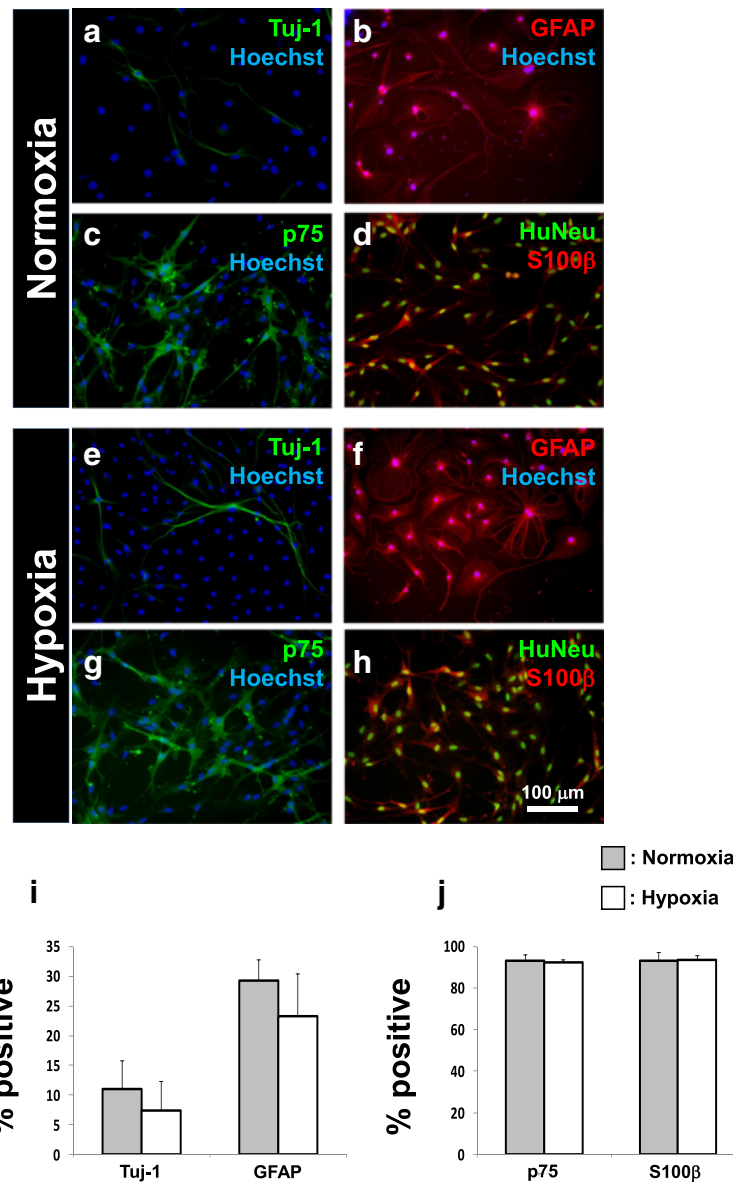 Normoxia
a
Tuj-1
Hoechst
b
GFAP
Hoechst
c
p75
Hoechst
d
HuNeu
S100β
Hypoxia
e
Tuj-1
Hoechst
f
GFAP
Hoechst
g
p75
Hoechst
h
HuNeu
S100β
100 μm
: Normoxia
: Hypoxia
i
% positive
35
30
25
20
15
10
5
0
Tuj-1
GFAP
j
% positive
100
80
60
40
20
0
p75
S100β